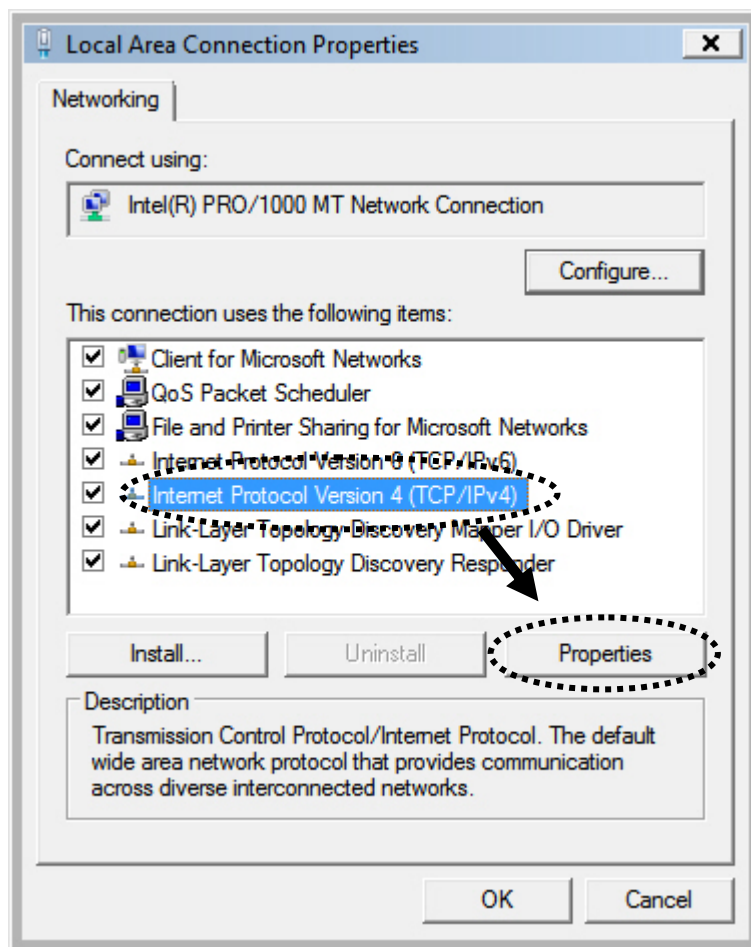 Local Area Connection Properties
Networking
Connect using:
Intel(R) PRO/1000 MT Network Connection
Configure...
This connection uses the following items:
Client for Microsoft Networks
QoS Packet Scheduler
File and Printer Sharing for Microsoft Networks
Internet Protocol Version 6 (TCP/IPv6)
Internet Protocol Version 4 (TCP/IPv4)
Link-Layer Topology Discovery Mapper I/O Driver
Link-Layer Topology Discovery Responder
Install...
Uninstall
Properties
Description
Transmission Control Protocol/Internet Protocol. The default
wide area network protocol that provides communication
across diverse interconnected networks.
OK
Cancel